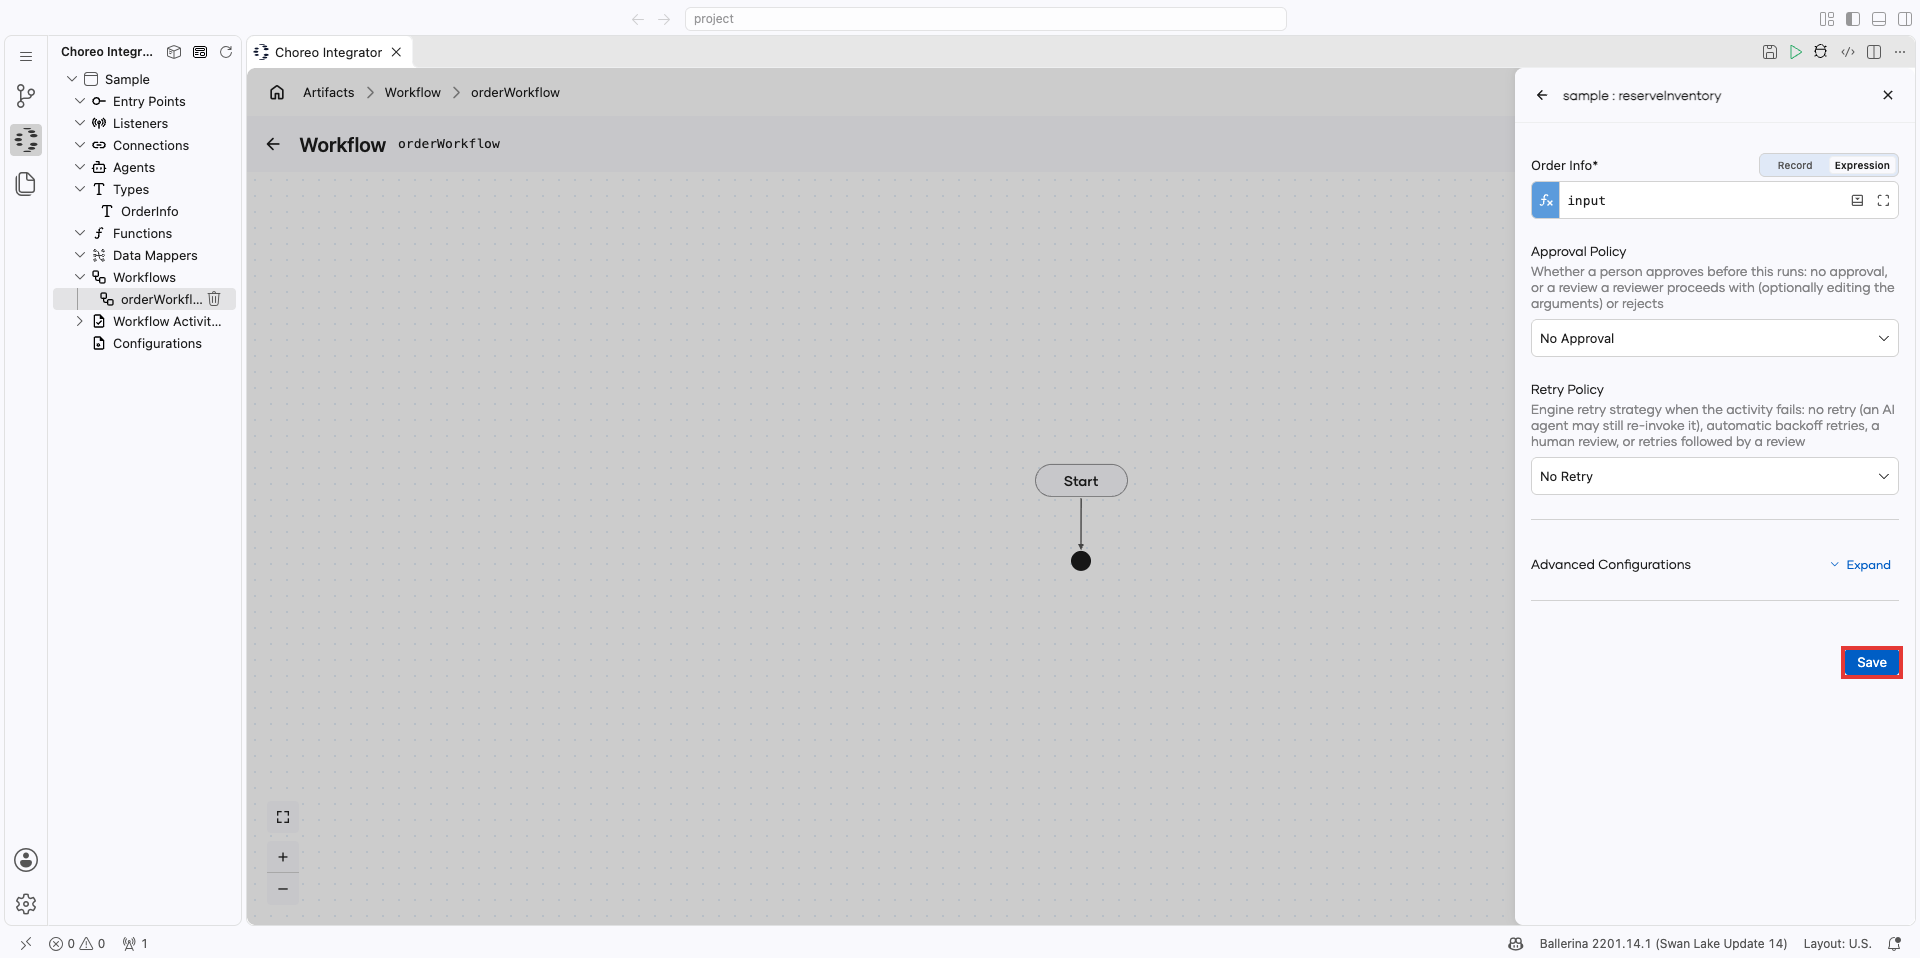 project
Choreo Integr...
Sample
Entry Points
Listeners
Connections
Agents
Types
OrderInfo
Functions
Data Mappers
Workflows
orderWorkfl...
Workflow Activit...
Configurations
Choreo Integrator
Artifacts
Workflow
orderWorkflow
Workflow orderWorkflow
Start
sample : reserveInventory
Order Info*
Record Expression
fx input
Approval Policy
Whether a person approves before this runs: no approval,
or a review a reviewer proceeds with (optionally editing the
arguments) or rejects
No Approval
Retry Policy
Engine retry strategy when the activity fails: no retry (an AI
agent may still re-invoke it), automatic backoff retries, a
human review, or retries followed by a review
No Retry
Advanced Configurations
Expand
Save
0 0 1
Ballerina 2201.14.1 (Swan Lake Update 14)
Layout: U.S.